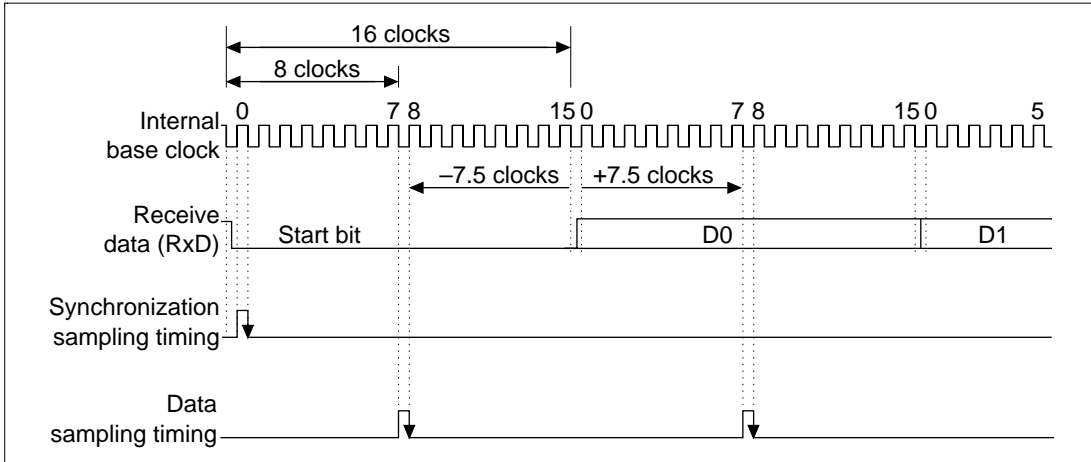 16 clocks
8 clocks
0 7 8 15 0 7 8 15 0 5
Internal
base clock
–7.5 clocks +7.5 clocks
Receive
data (RxD)
Start bit D0 D1
Synchronization
sampling timing
Data
sampling timing